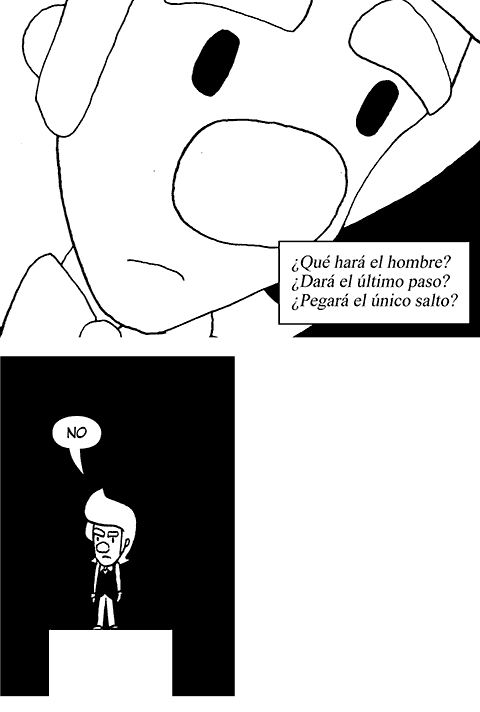 ¿Qué hará el hombre?
¿Dará el último paso?
¿Pegará el único salto?
NO